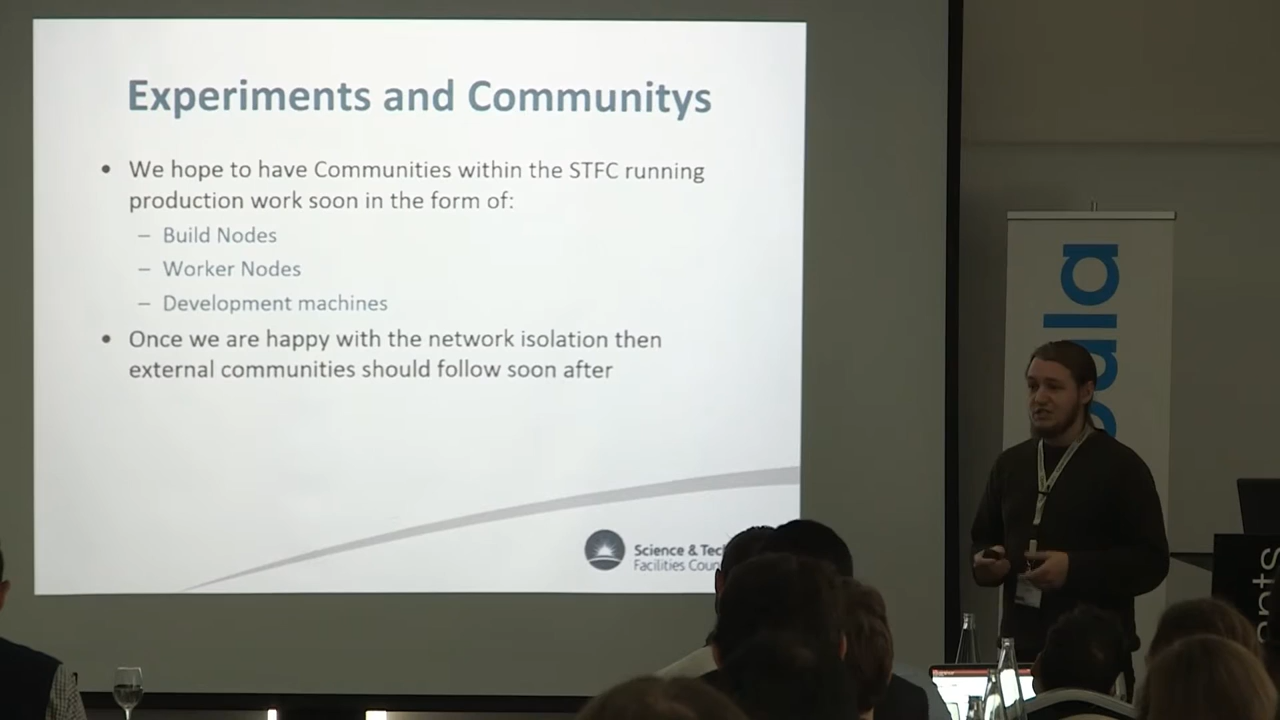 Experiments and Communitys
• We hope to have Communities within the STFC running
production work soon in the form of:
– Build Nodes
– Worker Nodes
– Development machines
• Once we are happy with the network isolation then
external communities should follow soon after
Science &
Facilities